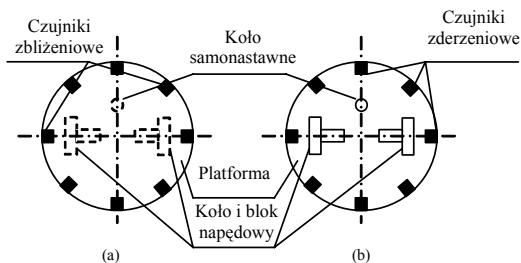 Czujniki
zbliżeniowe
Koło
samonastawne
Czujniki
zderzeniowe
Platforma
Koło i blok
napędowy
(a)
(b)